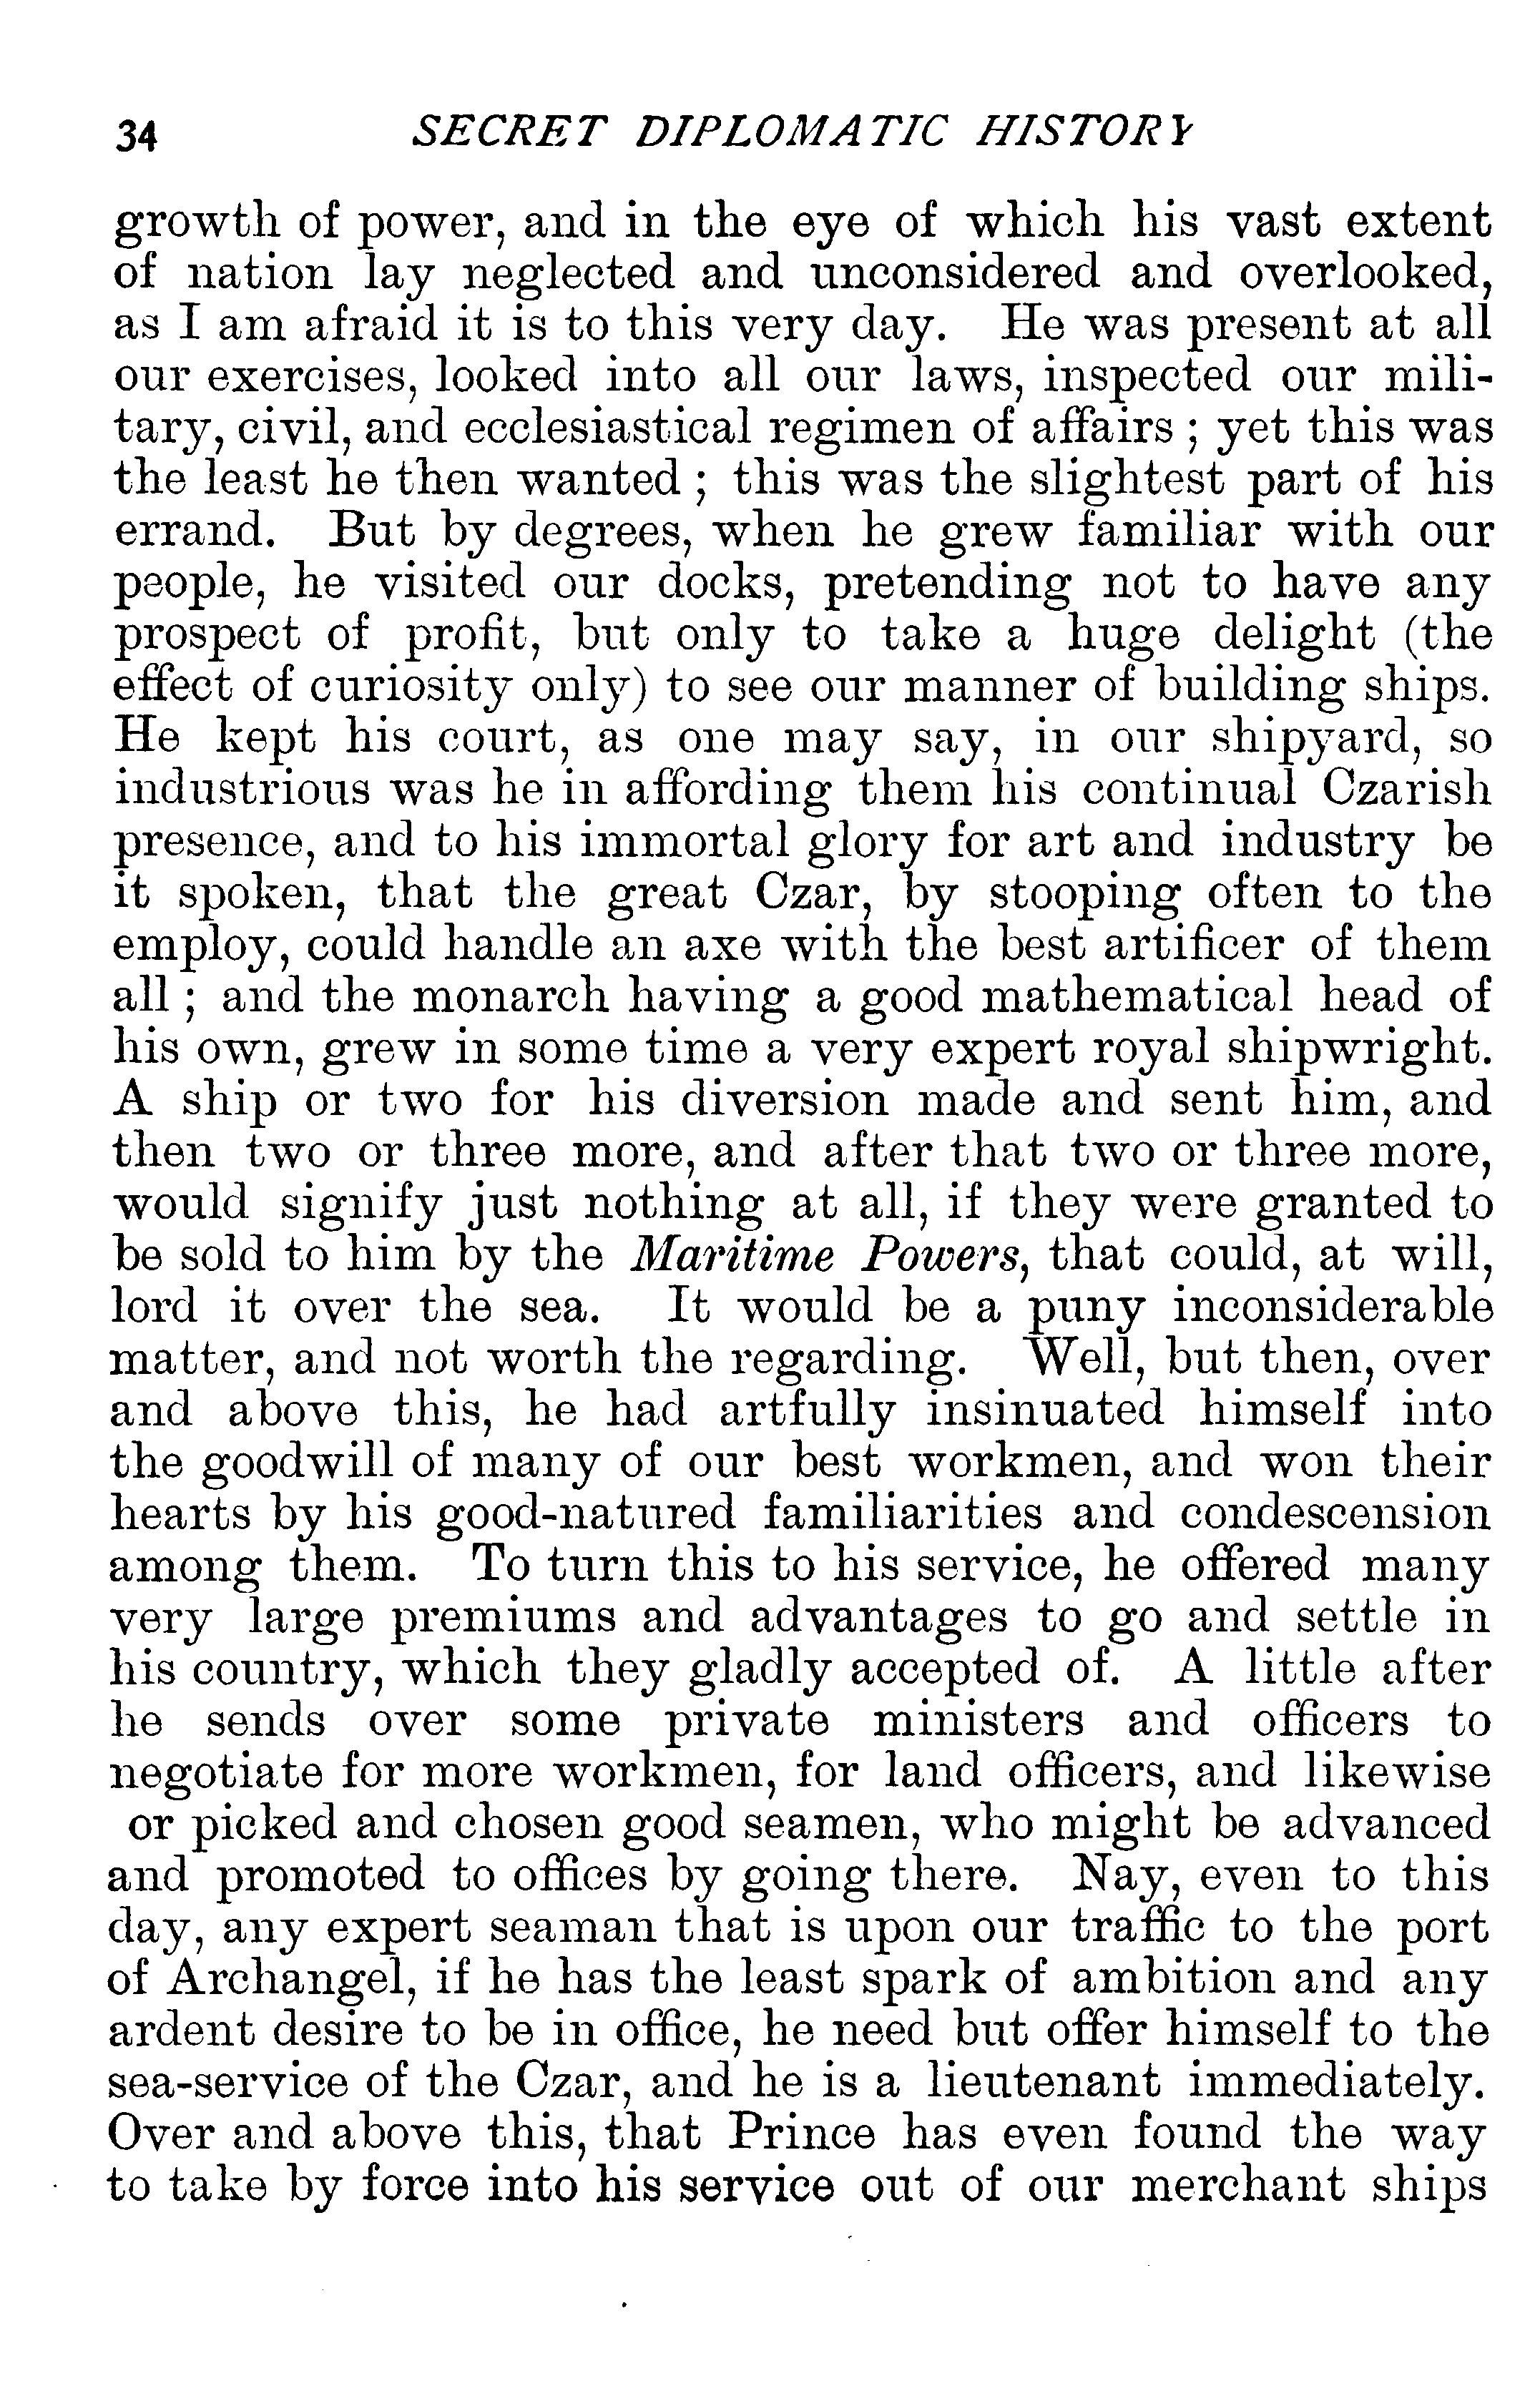 34 SECRET DIPLOMATIC HISTORY
growth of power, and in the eye of which his vast extent
of nation lay neglected and unconsidered and overlooked,
as I am afraid it is to this very day. He was present at all
our exercises, looked into all our laws, inspected our mili-
tary, civil, and ecclesiastical regimen of affairs ; yet this was
the least he then wanted ; this was the slightest part of his
errand. But by degrees, when he grew familiar with our
people, he visited our docks, pretending not to have any
prospect of profit, but only to take a huge delight (the
effect of curiosity only) to see our manner of building ships.
He kept his court, as one may say, in our shipyard, so
industrious was he in affording them his continual Czarish
presence, and to his immortal glory for art and industry be
it spoken, that the great Czar, by stooping often to the
employ, could handle an axe with the best artificer of them
all ; and the monarch having a good mathematical head of
his own, grew in some time a very expert royal shipwright.
A ship or two for his diversion made and sent him, and
then two or three more, and after that two or three more,
would signify just nothing at all, if they were granted to
be sold to him by the Maritime Powers, that could, at will,
lord it over the sea. It would be a puny inconsiderable
matter, and not worth the regarding. Well, but then, over
and above this, he had artfully insinuated himself into
the goodwill of many of our best workmen, and won their
hearts by his good-natured familiarities and condescension
among them. To turn this to his service, he offered many
very large premiums and advantages to go and settle in
his country, which they gladly accepted of. A little after
he sends over some private ministers and officers to
negotiate for more workmen, for land officers, and likewise
or picked and chosen good seamen, who might be advanced
and promoted to offices by going there. Nay, even to this
day, any expert seaman that is upon our traffic to the port
of Archangel, if he has the least spark of ambition and any
ardent desire to be in office, he need but offer himself to the
sea-service of the Czar, and he is a lieutenant immediately.
Over and above this, that Prince has even found the way
to take by force into his service out of our merchant ships